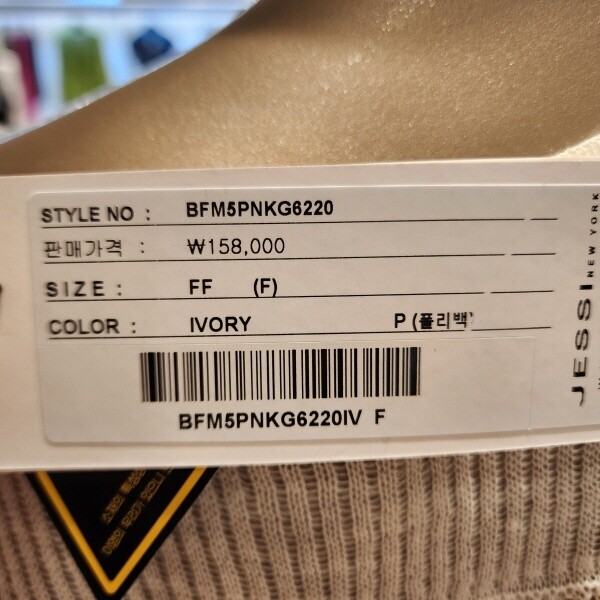 STYLE NO : BFM5PNKG6220
판매가격 : ₩158,000
SIZE : FF (F)
COLOR : IVORY P (폴리백)
BFM5PNKG6220IV F
JESSI NEW YORK